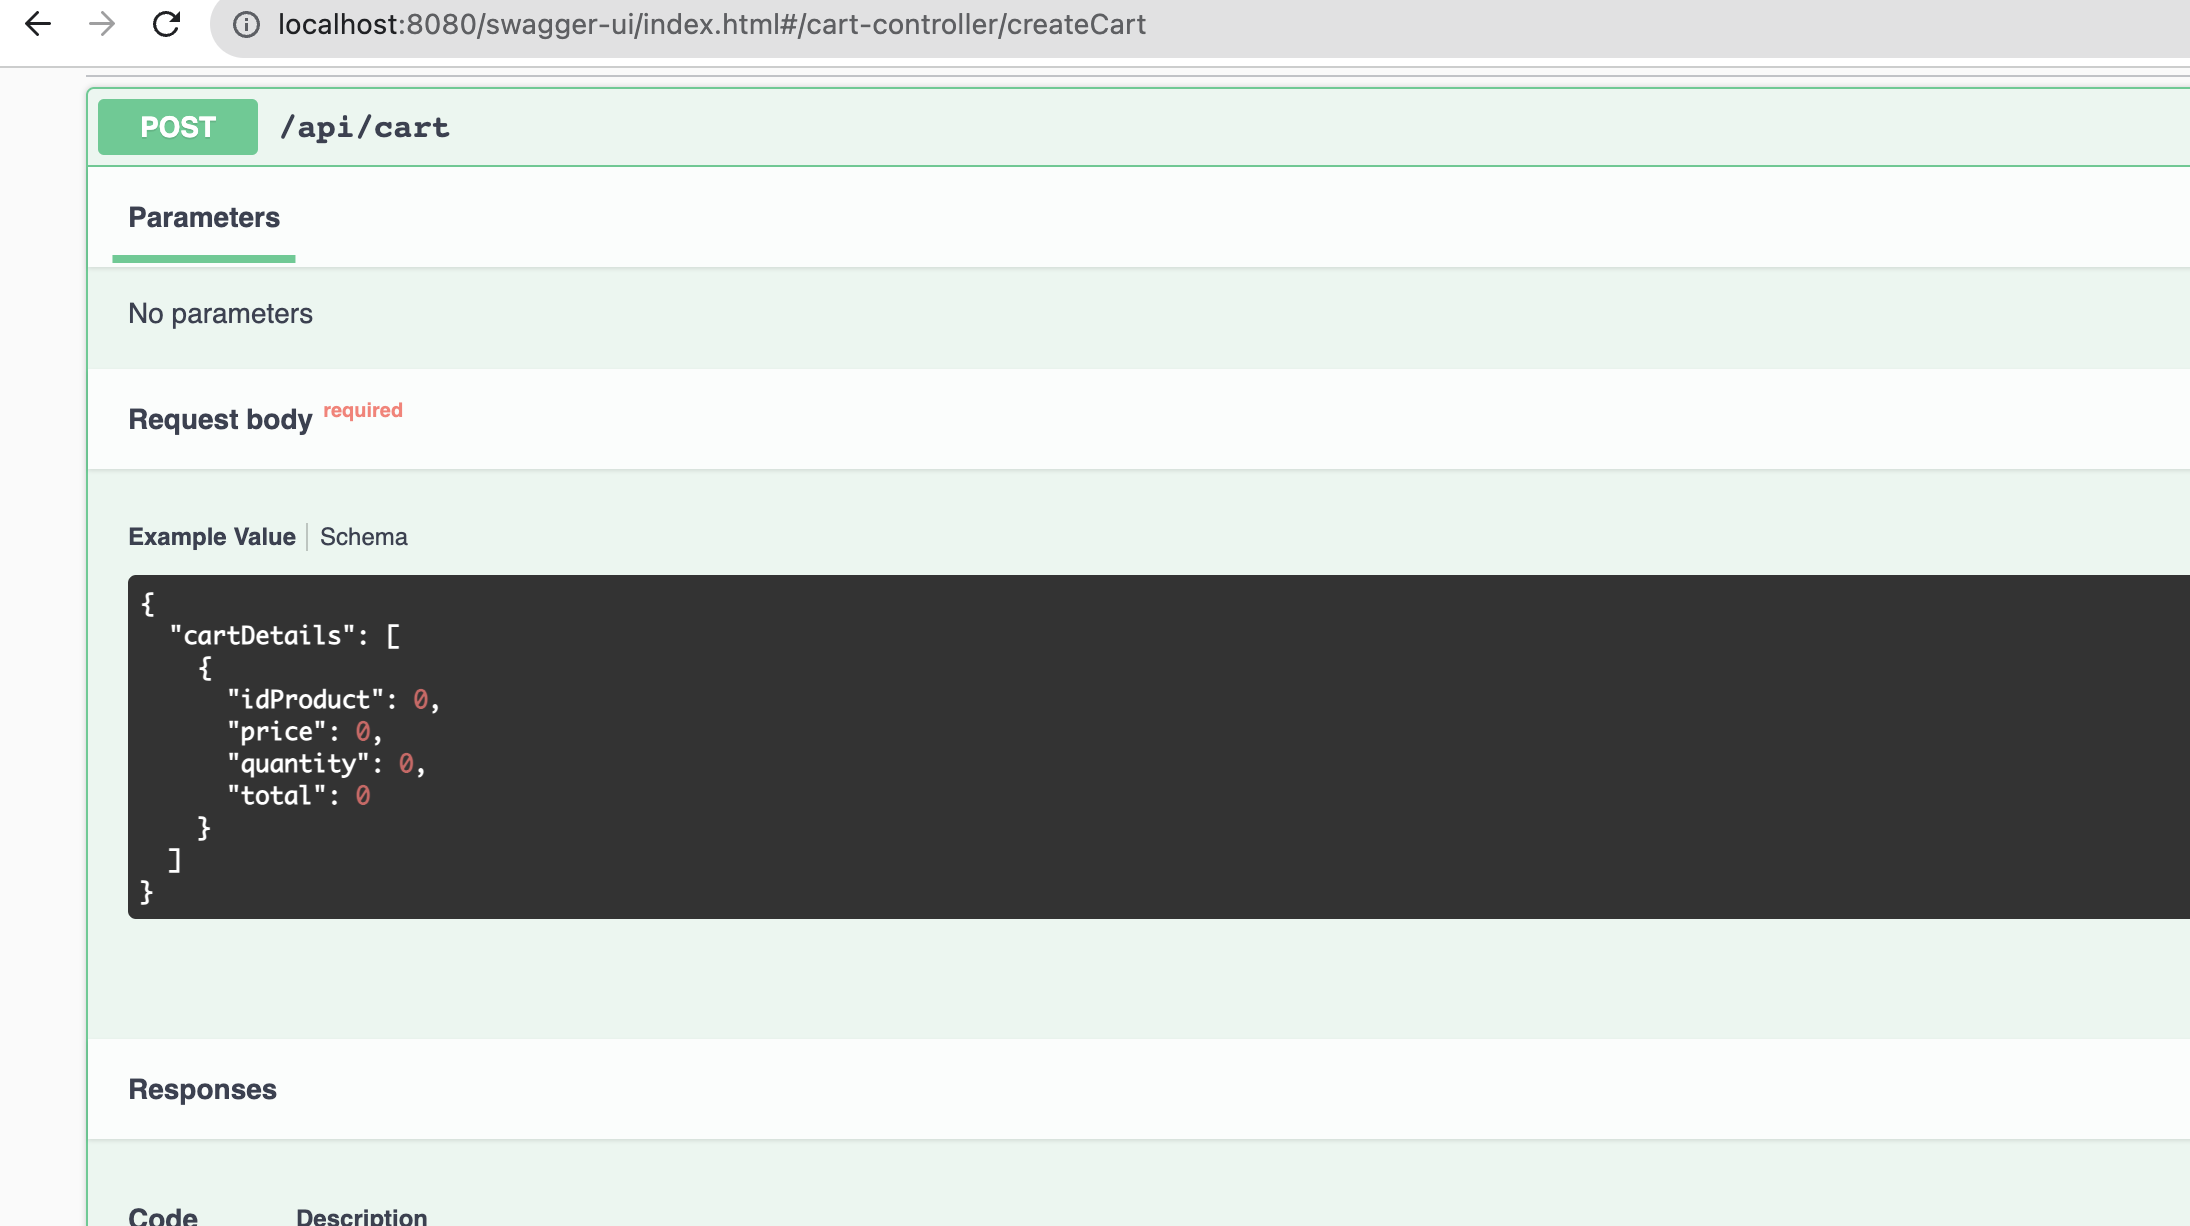 localhost:8080/swagger-ui/index.html#/cart-controller/createCart
POST /api/cart
Parameters
No parameters
Request body required
Example Value Schema
{
  "cartDetails": [
    {
      "idProduct": 0,
      "price": 0,
      "quantity": 0,
      "total": 0
    }
  ]
}
Responses
Code Description